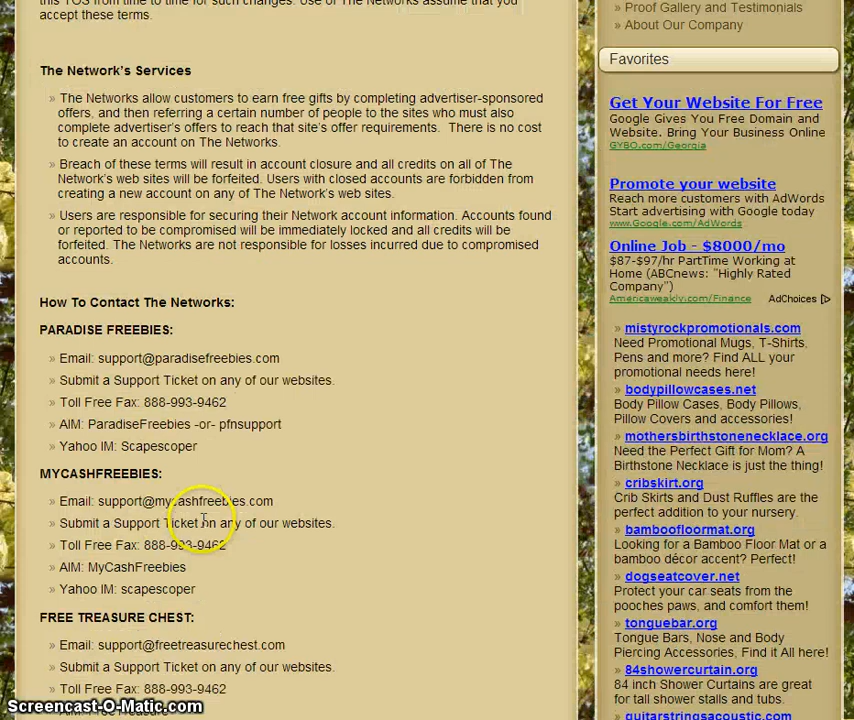 this TOS from time to time for such changes. Use of The Networks assume that you
accept these terms.
The Network's Services
» The Networks allow customers to earn free gifts by completing advertiser-sponsored
offers, and then referring a certain number of people to the sites who must also
complete advertiser's offers to reach that site's offer requirements. There is no cost
to create an account on The Networks.
» Breach of these terms will result in account closure and all credits on all of The
Network's web sites will be forfeited. Users with closed accounts are forbidden from
creating a new account on any of The Network's web sites.
» Users are responsible for securing their Network account information. Accounts found
or reported to be compromised will be immediately locked and all credits will be
forfeited. The Networks are not responsible for losses incurred due to compromised
accounts.
How To Contact The Networks:
PARADISE FREEBIES:
» Email: support@paradisefreebies.com
» Submit a Support Ticket on any of our websites.
» Toll Free Fax: 888-993-9462
» AIM: ParadiseFreebies -or- pfnsupport
» Yahoo IM: Scapescoper
MYCASHFREEBIES:
» Email: support@mycashfreebies.com
» Submit a Support Ticket on any of our websites.
» Toll Free Fax: 888-993-9462
» AIM: MyCashFreebies
» Yahoo IM: scapescoper
FREE TREASURE CHEST:
» Email: support@freetreasurechest.com
» Submit a Support Ticket on any of our websites.
» Toll Free Fax: 888-993-9462
Screencast-O-Matic.com
» Proof Gallery and Testimonials
» About Our Company
Favorites
Get Your Website For Free
Google Gives You Free Domain and
Website. Bring Your Business Online
GYBO.com/Georgia
Promote your website
Reach more customers with AdWords
Start advertising with Google today
www.Google.com/AdWords
Online Job - $8000/mo
$87-$97/hr PartTime Working at
Home (ABCnews: "Highly Rated
Company")
Americaweakly.com/Finance
AdChoices
» mistyrockpromotionals.com
Need Promotional Mugs, T-Shirts,
Pens and more? Find ALL your
promotional needs here!
» bodypillowcases.net
Body Pillow Cases, Body Pillows,
Pillow Covers and accessories!
» mothersbirthstonenecklace.org
Need the Perfect Gift for Mom? A
Birthstone Necklace is just the thing!
» cribskirt.org
Crib Skirts and Dust Ruffles are the
perfect addition to your nursery.
» bamboofloormat.org
Looking for a Bamboo Floor Mat or a
bamboo décor accent? Perfect!
» dogseatcover.net
Protect your car seats from the
pooches paws, and comfort them!
» tonguebar.org
Tongue Bars, Nose and Body
Piercing Accessories, Find it All here!
» 84showercurtain.org
84 inch Shower Curtains are great
for tall shower stalls and tubs.
» guitarstringsacoustic.com